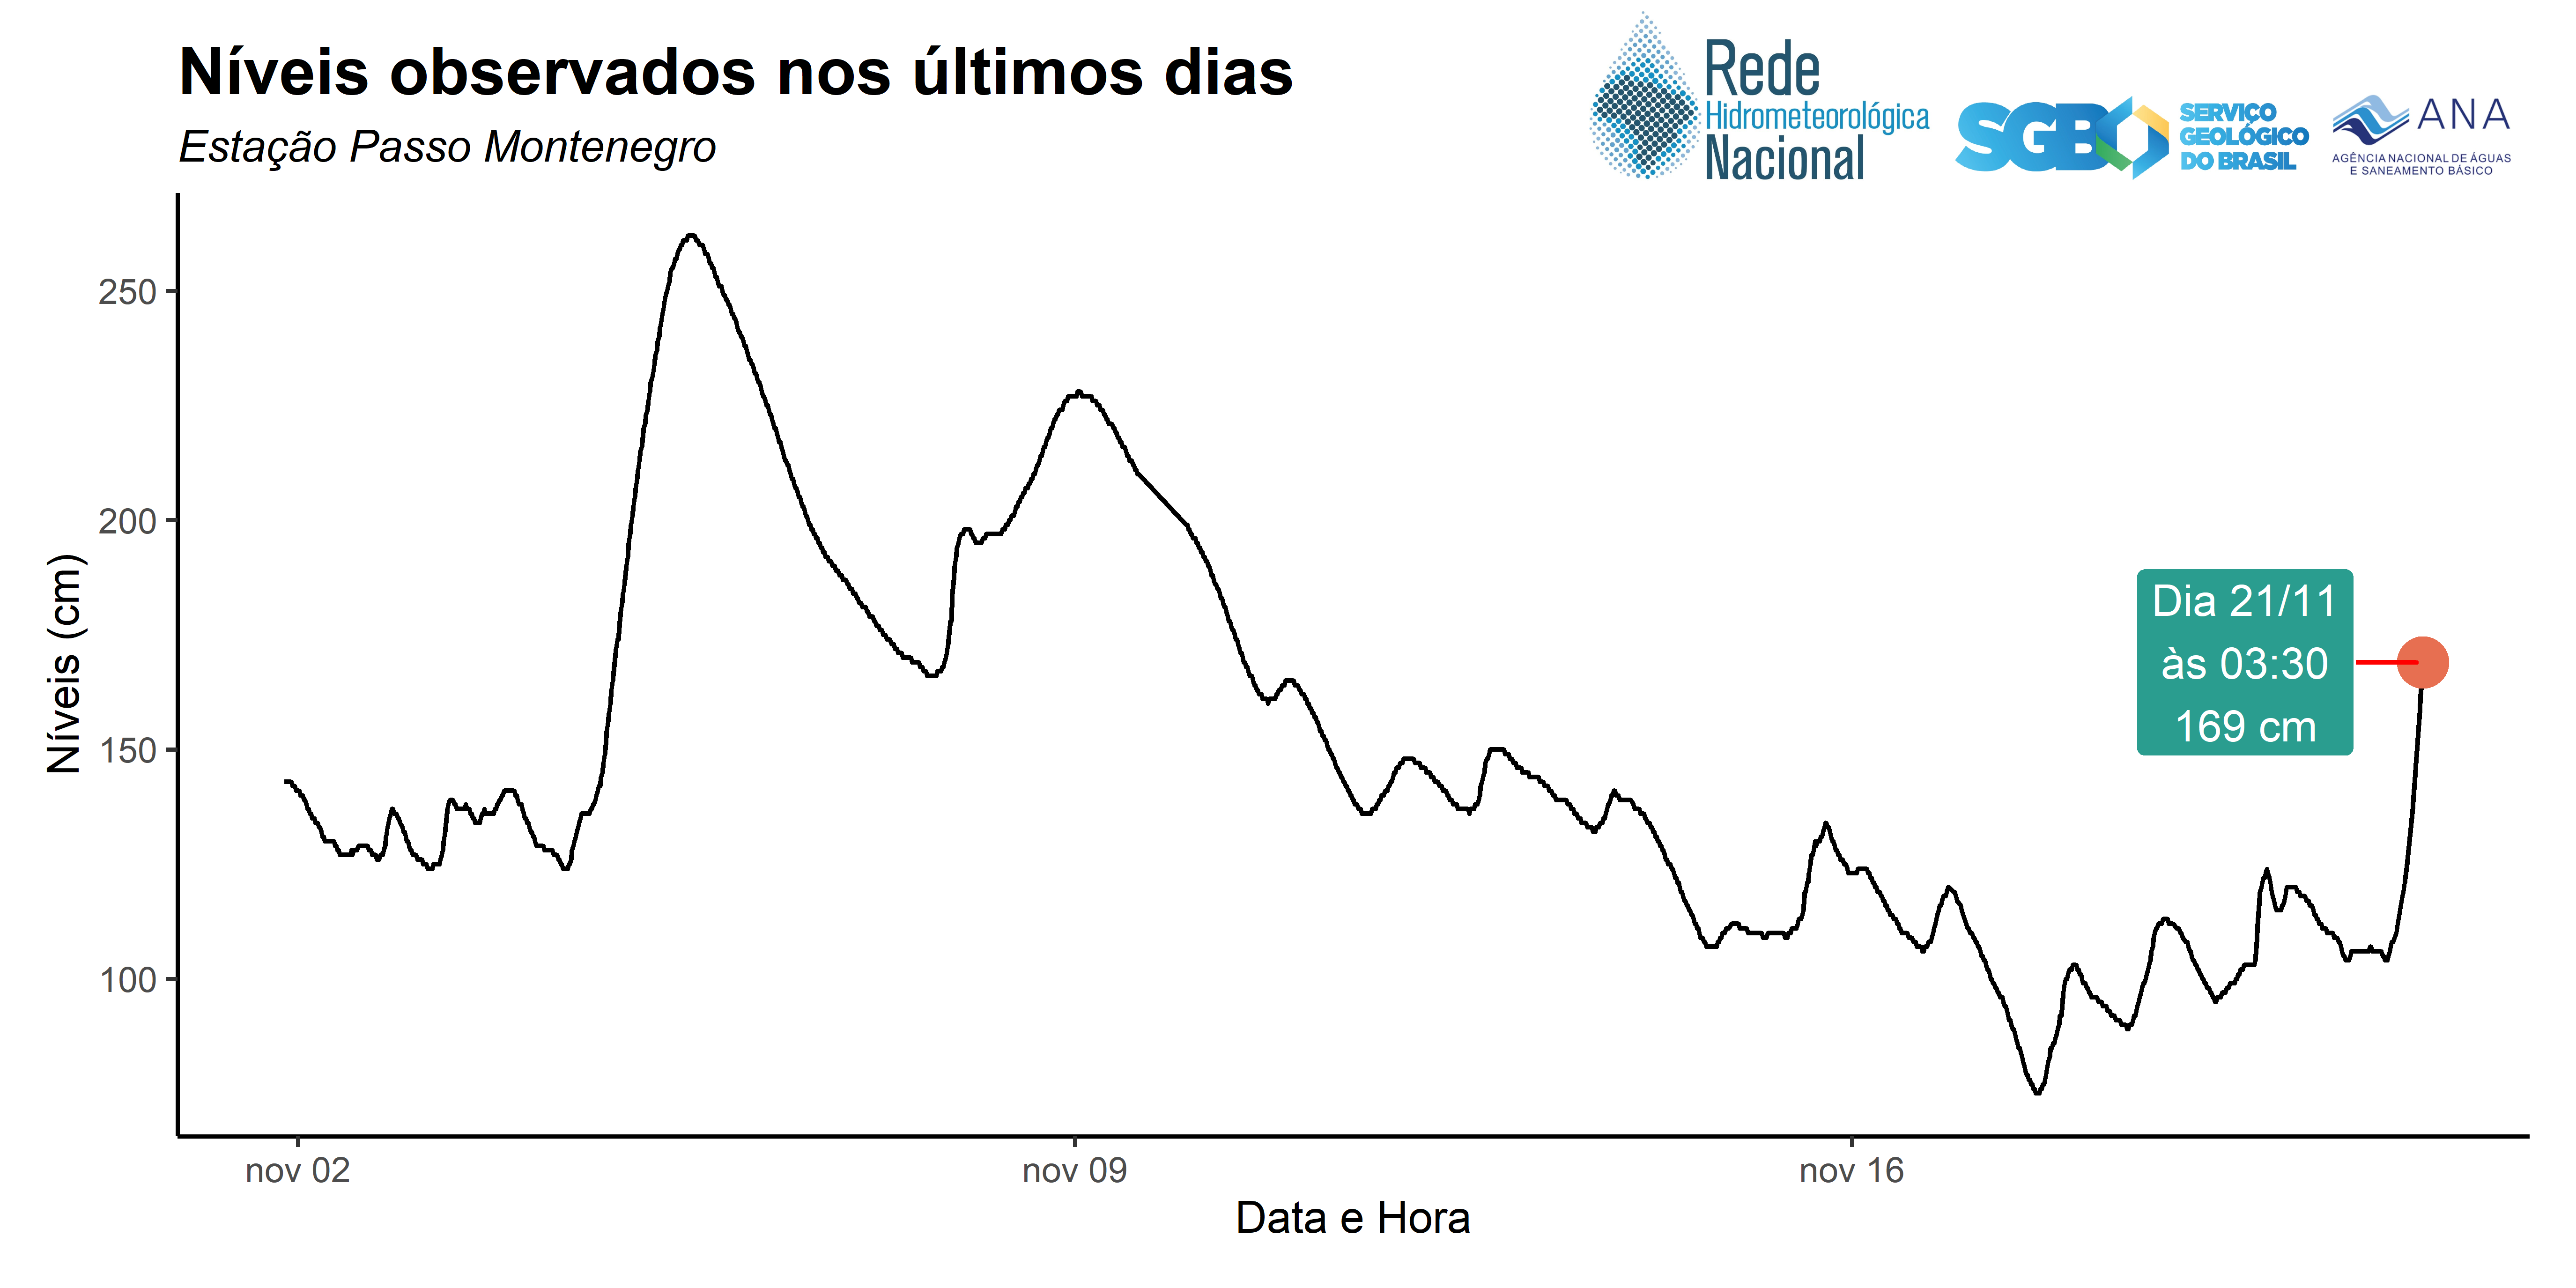 Níveis observados nos últimos dias
Estação Passo Montenegro
Rede
Hidrometeorológica
Nacional
SGB
SERVIÇO
GEOLÓGICO
DO BRASIL
ANA
AGÊNCIA NACIONAL DE ÁGUAS
E SANEAMENTO BÁSICO
Níveis (cm)
250
200
150
100
Dia 21/11
às 03:30
169 cm
nov 02
nov 09
nov 16
Data e Hora